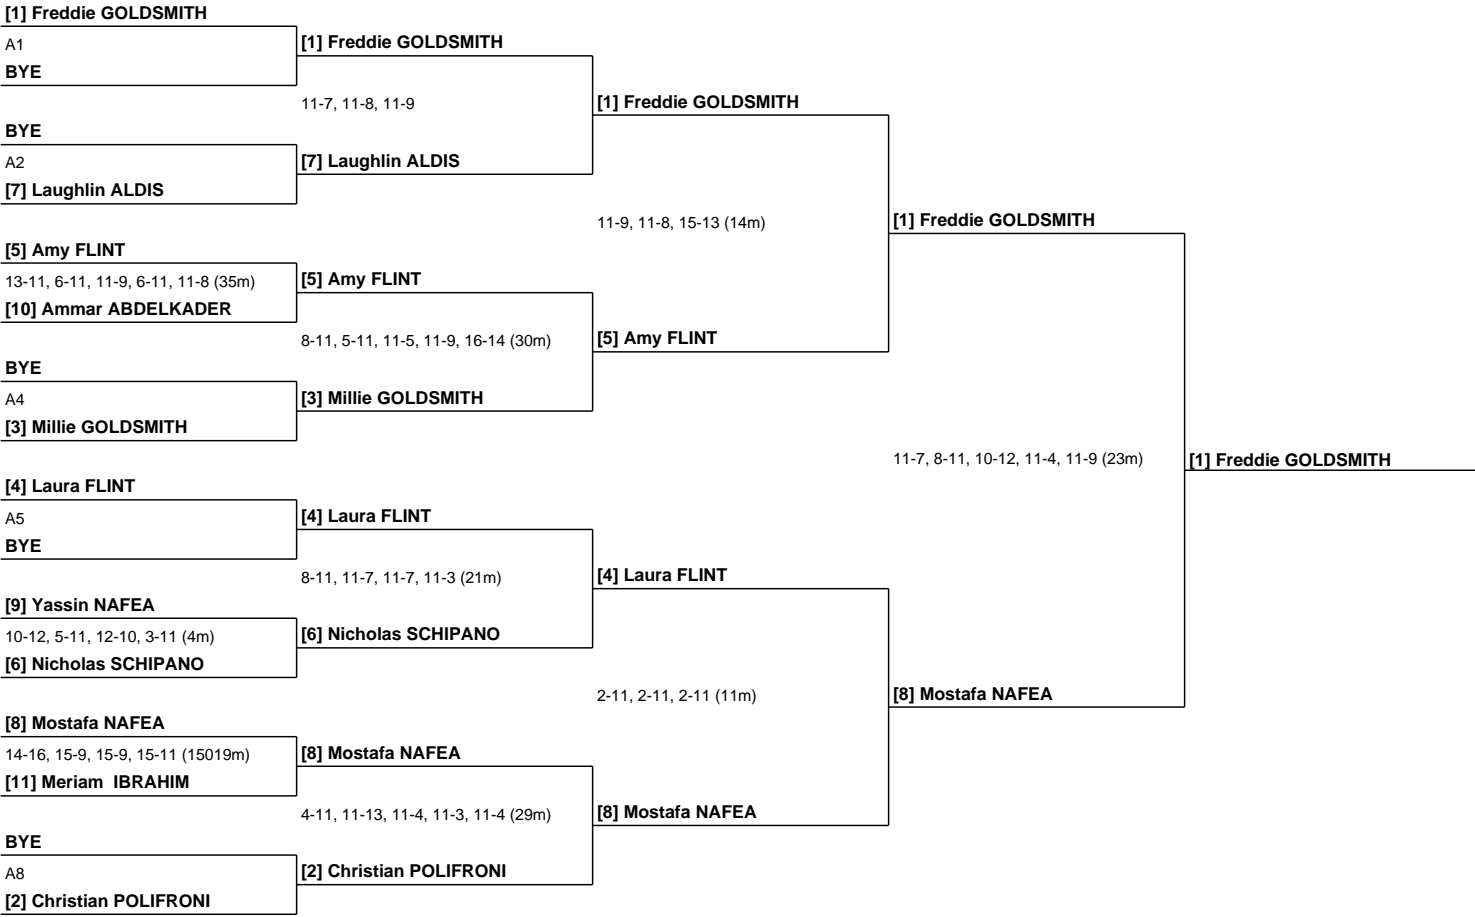 [1] Freddie GOLDSMITH
A1
BYE
BYE
A2
[7] Laughlin ALDIS
[5] Amy FLINT
13-11, 6-11, 11-9, 6-11, 11-8 (35m)
[10] Ammar ABDELKADER
BYE
A4
[3] Millie GOLDSMITH
[4] Laura FLINT
A5
BYE
[9] Yassin NAFEA
10-12, 5-11, 12-10, 3-11 (4m)
[6] Nicholas SCHIPANO
[8] Mostafa NAFEA
14-16, 15-9, 15-9, 15-11 (15019m)
[11] Meriam  IBRAHIM
BYE
A8
[2] Christian POLIFRONI
[1] Freddie GOLDSMITH
11-7, 11-8, 11-9
[7] Laughlin ALDIS
[5] Amy FLINT
8-11, 5-11, 11-5, 11-9, 16-14 (30m)
[3] Millie GOLDSMITH
[4] Laura FLINT
8-11, 11-7, 11-7, 11-3 (21m)
[6] Nicholas SCHIPANO
[8] Mostafa NAFEA
4-11, 11-13, 11-4, 11-3, 11-4 (29m)
[2] Christian POLIFRONI
[1] Freddie GOLDSMITH
11-9, 11-8, 15-13 (14m)
[5] Amy FLINT
[4] Laura FLINT
2-11, 2-11, 2-11 (11m)
[8] Mostafa NAFEA
[1] Freddie GOLDSMITH
11-7, 8-11, 10-12, 11-4, 11-9 (23m)
[8] Mostafa NAFEA
[1] Freddie GOLDSMITH